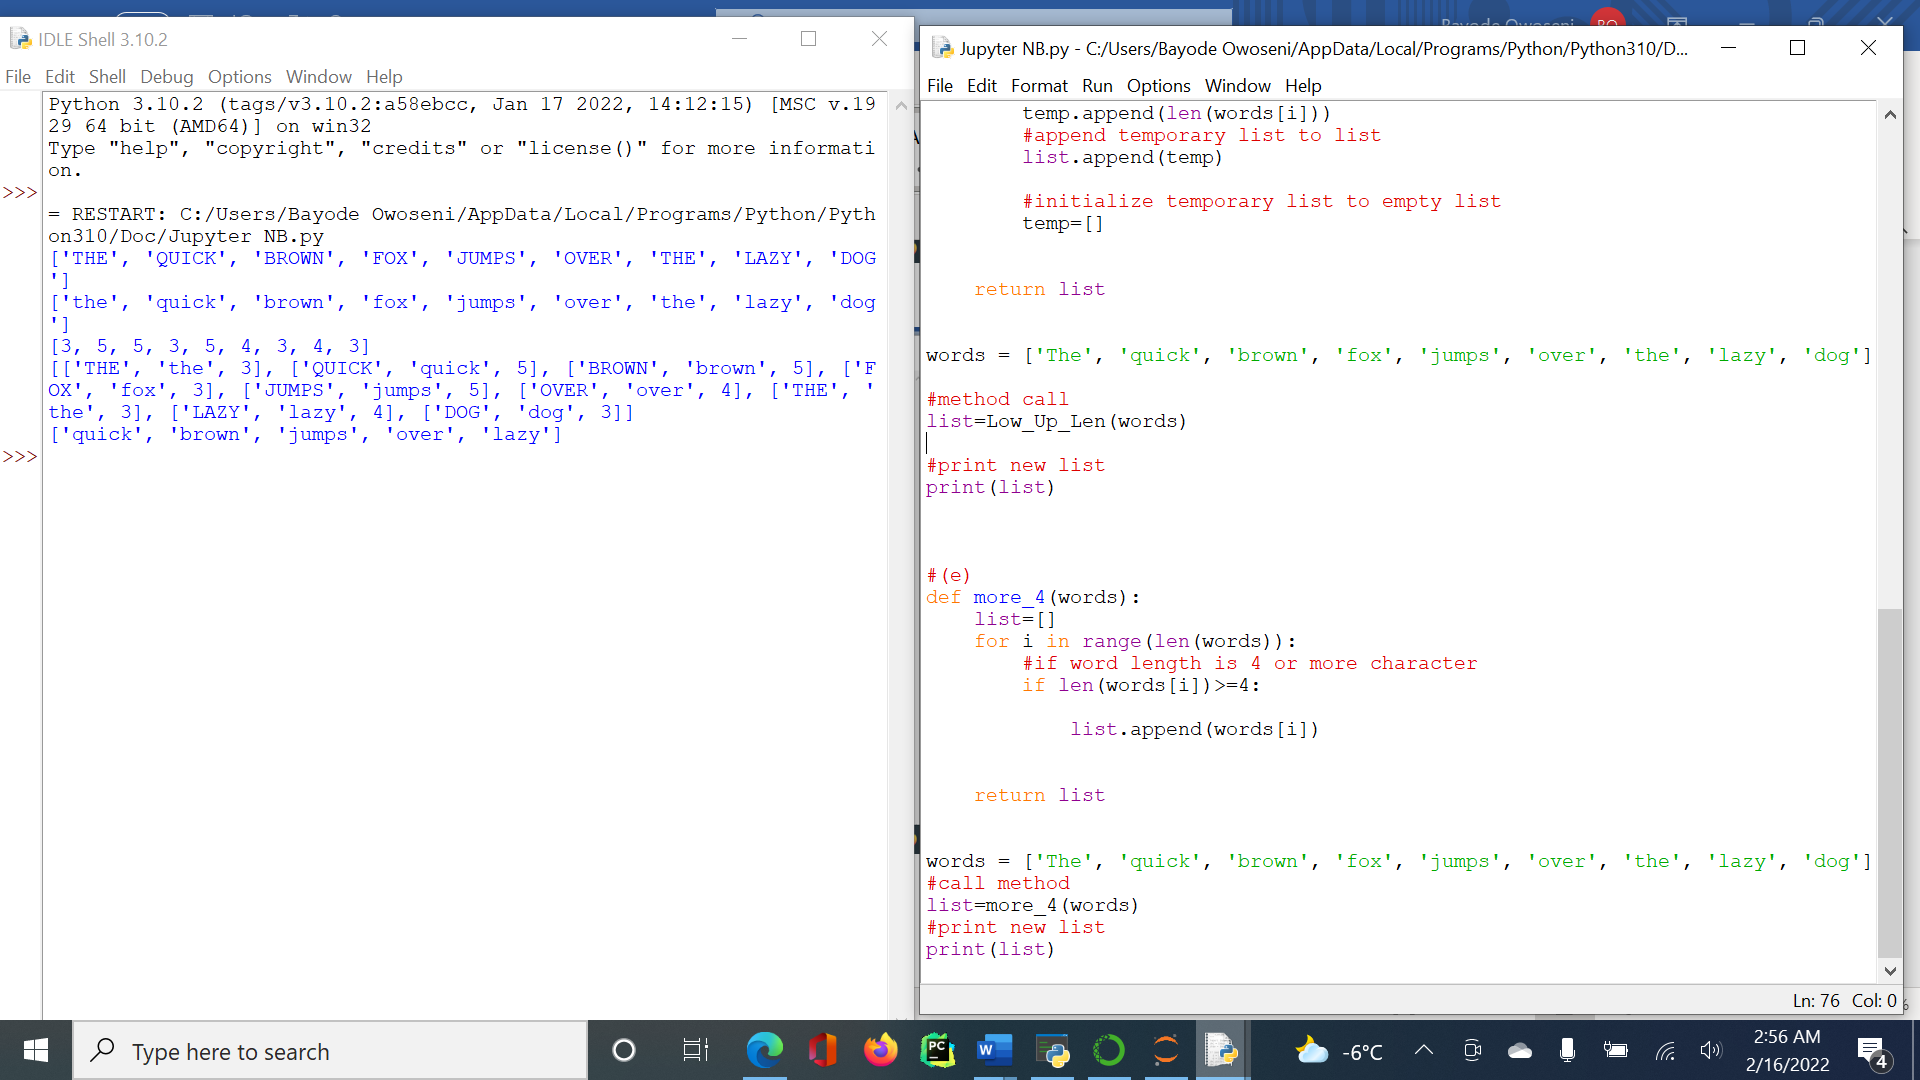 IDLE Shell 3.10.2
File Edit Shell Debug Options Window Help
Python 3.10.2 (tags/v3.10.2:a58ebcc, Jan 17 2022, 14:12:15) [MSC v.19
29 64 bit (AMD64)] on win32
Type "help", "copyright", "credits" or "license()" for more informati
on.
>>>
= RESTART: C:/Users/Bayode Owoseni/AppData/Local/Programs/Python/Pyth
on310/Doc/Jupyter NB.py
['THE', 'QUICK', 'BROWN', 'FOX', 'JUMPS', 'OVER', 'THE', 'LAZY', 'DOG
']
['the', 'quick', 'brown', 'fox', 'jumps', 'over', 'the', 'lazy', 'dog
']
[3, 5, 5, 3, 5, 4, 3, 4, 3]
[['THE', 'the', 3], ['QUICK', 'quick', 5], ['BROWN', 'brown', 5], ['F
OX', 'fox', 3], ['JUMPS', 'jumps', 5], ['OVER', 'over', 4], ['THE', '
the', 3], ['LAZY', 'lazy', 4], ['DOG', 'dog', 3]]
['quick', 'brown', 'jumps', 'over', 'lazy']
>>>
Bayode Owoseni BO
Jupyter NB.py - C:/Users/Bayode Owoseni/AppData/Local/Programs/Python/Python310/D...
File Edit Format Run Options Window Help
temp.append(len(words[i]))
#append temporary list to list
list.append(temp)
#initialize temporary list to empty list
temp=[]
return list
words = ['The', 'quick', 'brown', 'fox', 'jumps', 'over', 'the', 'lazy', 'dog']
#method call
list=Low_Up_Len(words)
#print new list
print(list)
#(e)
def more_4(words):
list=[]
for i in range(len(words)):
#if word length is 4 or more character
if len(words[i])>=4:
list.append(words[i])
return list
words = ['The', 'quick', 'brown', 'fox', 'jumps', 'over', 'the', 'lazy', 'dog']
#call method
list=more_4(words)
#print new list
print(list)
Ln: 76 Col: 0
Type here to search
-6°C
2:56 AM
2/16/2022
4